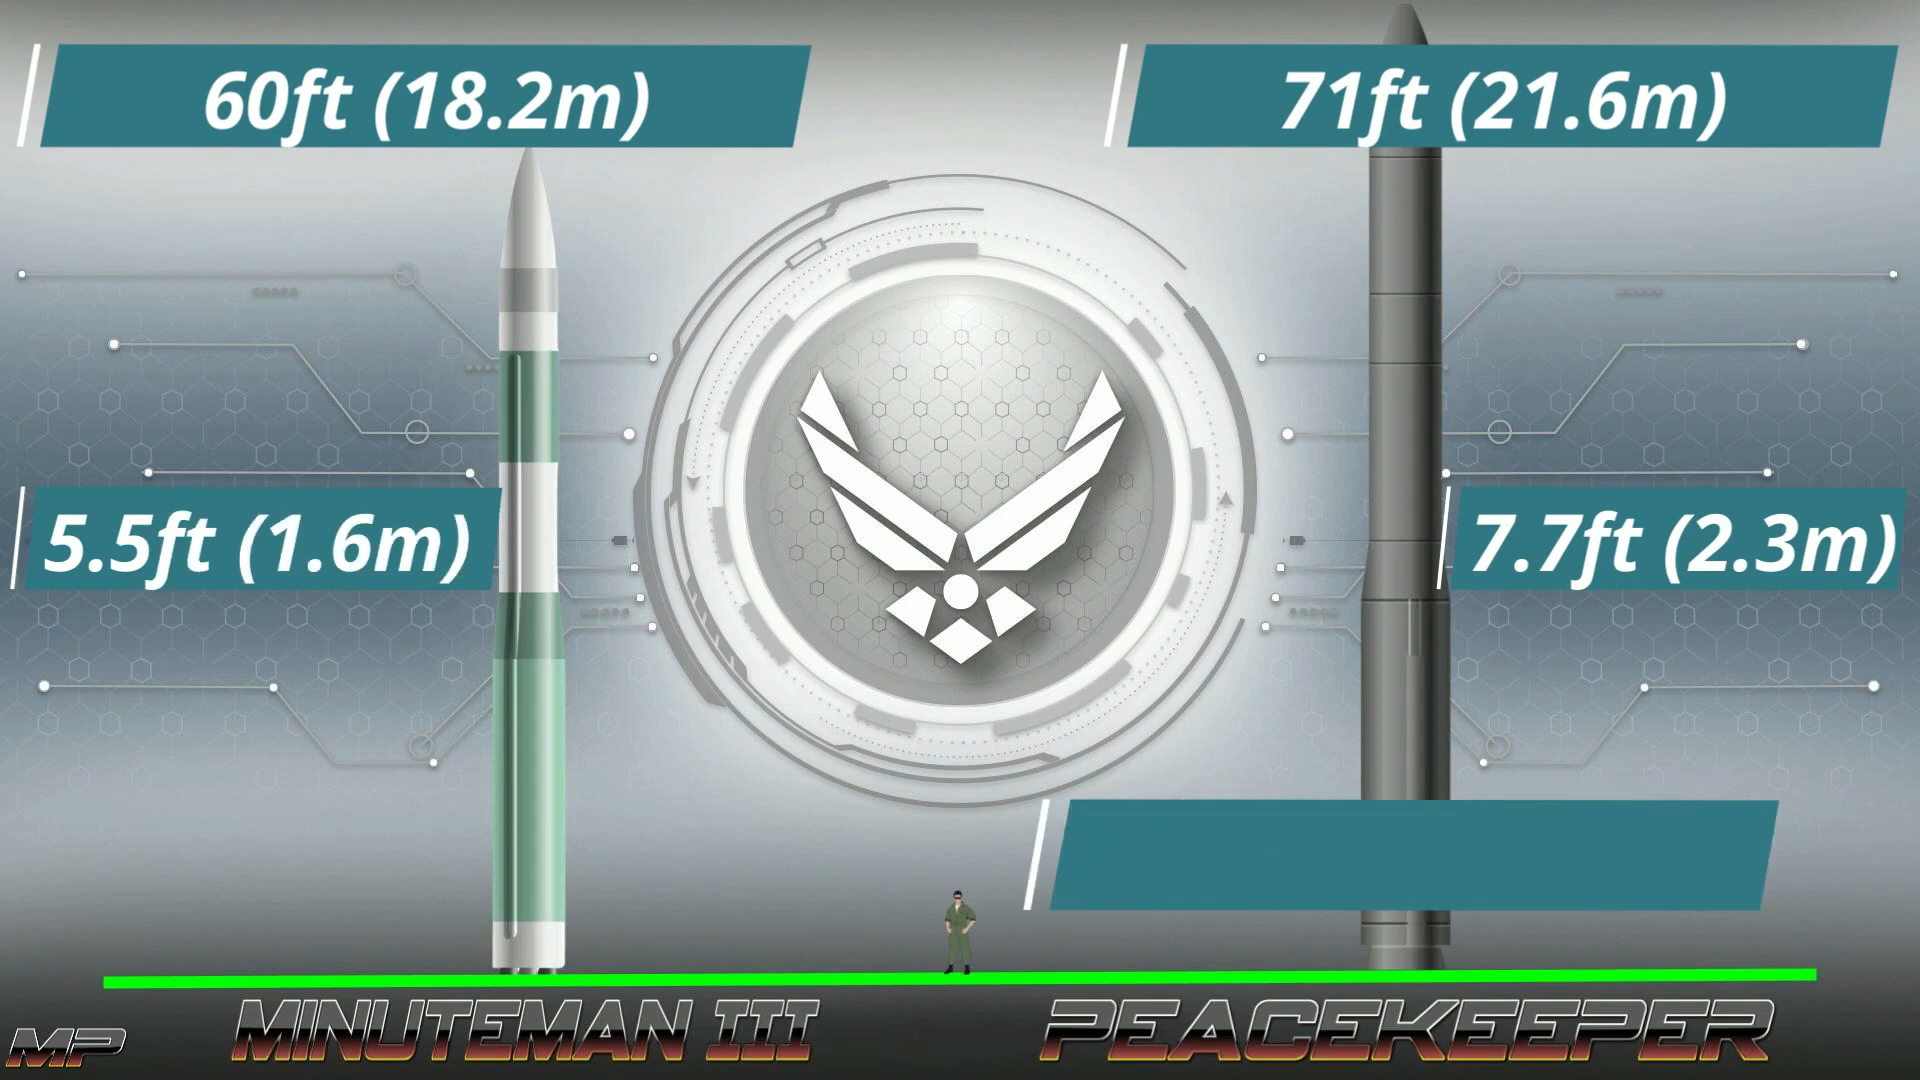 60ft (18.2m)
71ft (21.6m)
5.5ft (1.6m)
7.7ft (2.3m)
MINUTEMAN III
PEACEKEEPER
MP